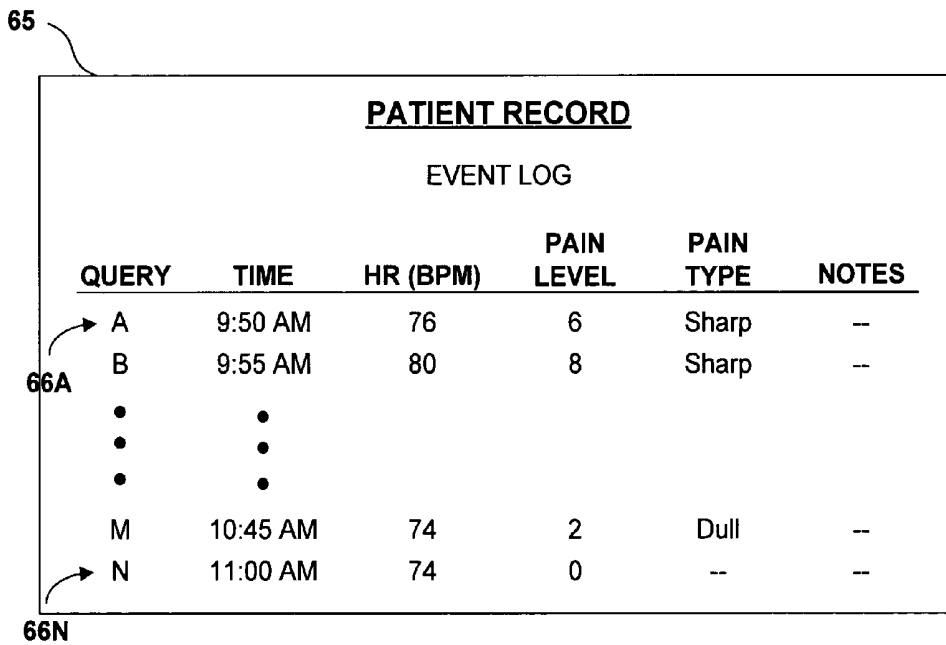 65
PATIENT RECORD
EVENT LOG
QUERY TIME HR (BPM) PAIN LEVEL PAIN TYPE NOTES
A 9:50 AM 76 6 Sharp --
B 9:55 AM 80 8 Sharp --
66A
M 10:45 AM 74 2 Dull --
N 11:00 AM 74 0 -- --
66N